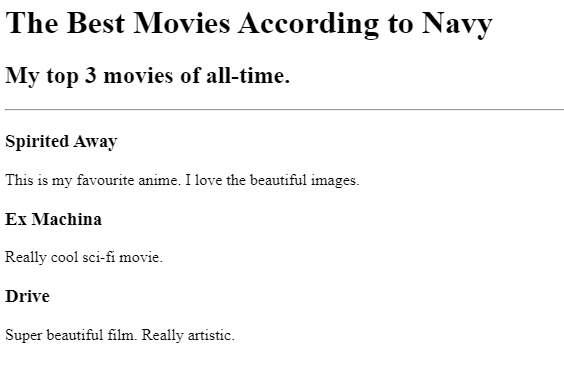 The Best Movies According to Navy
My top 3 movies of all-time.
Spirited Away
This is my favourite anime. I love the beautiful images.
Ex Machina
Really cool sci-fi movie.
Drive
Super beautiful film. Really artistic.